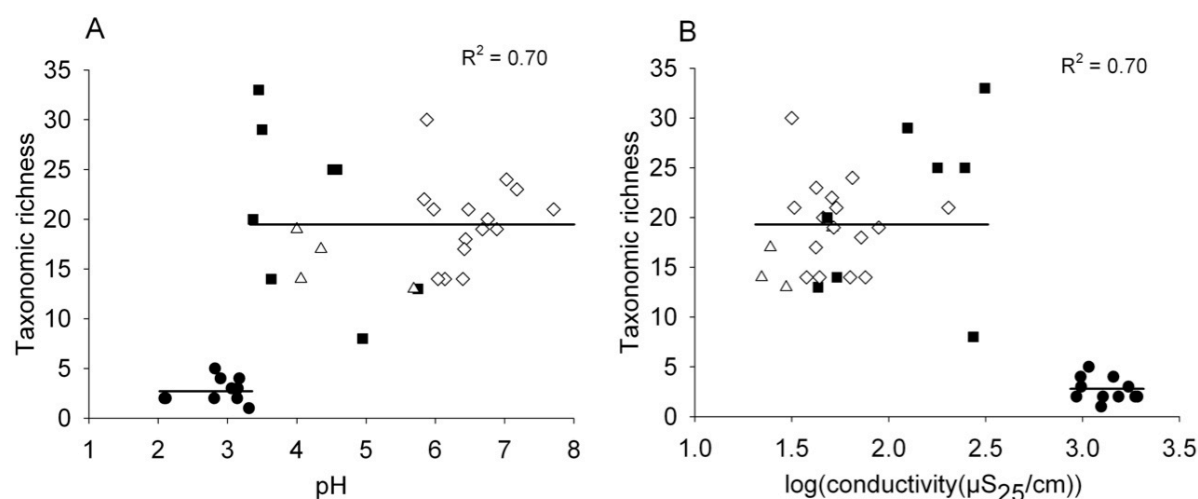 A
R² = 0.70
Taxonomic richness
35
30
25
20
15
10
5
0
1 2 3 4 5 6 7 8
pH
B
R² = 0.70
Taxonomic richness
35
30
25
20
15
10
5
0
1.0 1.5 2.0 2.5 3.0 3.5
log(conductivity(µS₂₅/cm))